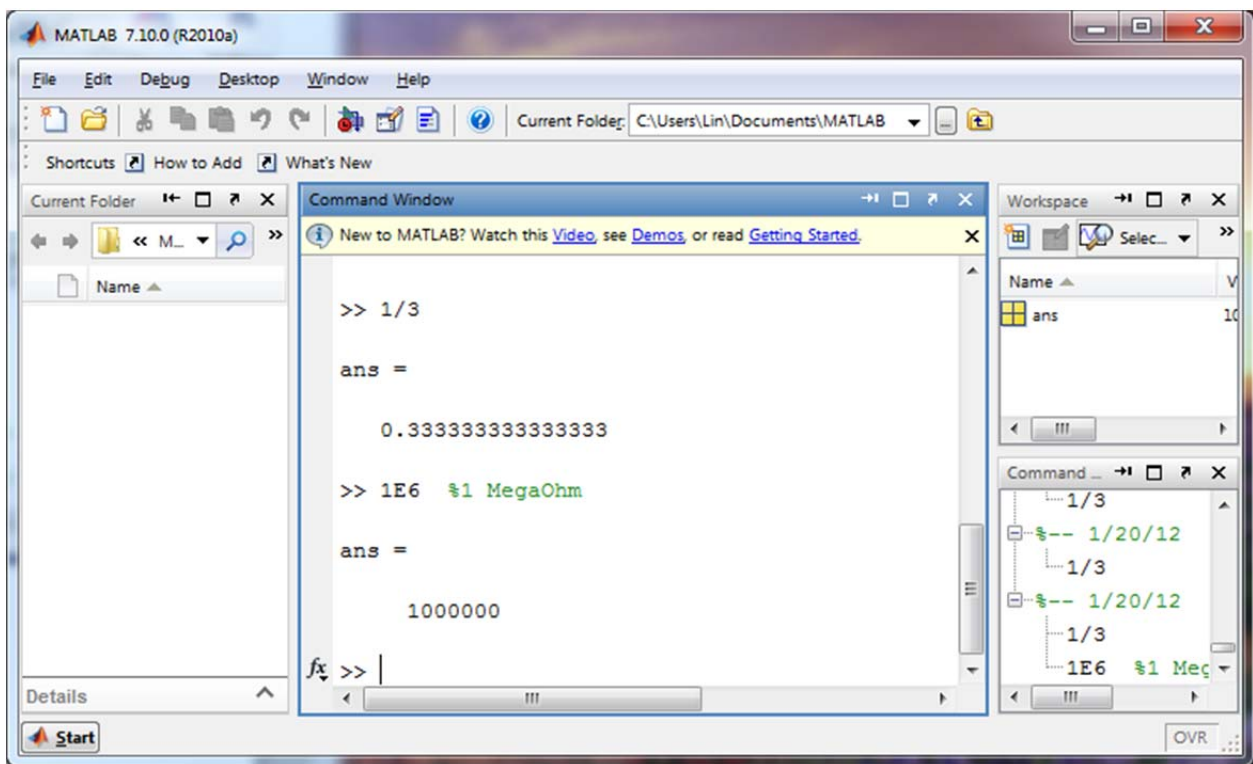 MATLAB 7.10.0 (R2010a)
File Edit Debug Desktop Window Help
Current Folder: C:\Users\Lin\Documents\MATLAB
Shortcuts How to Add What's New
Current Folder
« M... »
Name
Details
Command Window
New to MATLAB? Watch this Video, see Demos, or read Getting Started.
>> 1/3
ans =
0.333333333333333
>> 1E6 %1 MegaOhm
ans =
1000000
fx >>
Workspace
Selec... »
Name V
ans 10
Command ...
1/3
%-- 1/20/12
1/3
%-- 1/20/12
1/3
1E6 %1 Meg
Start
OVR